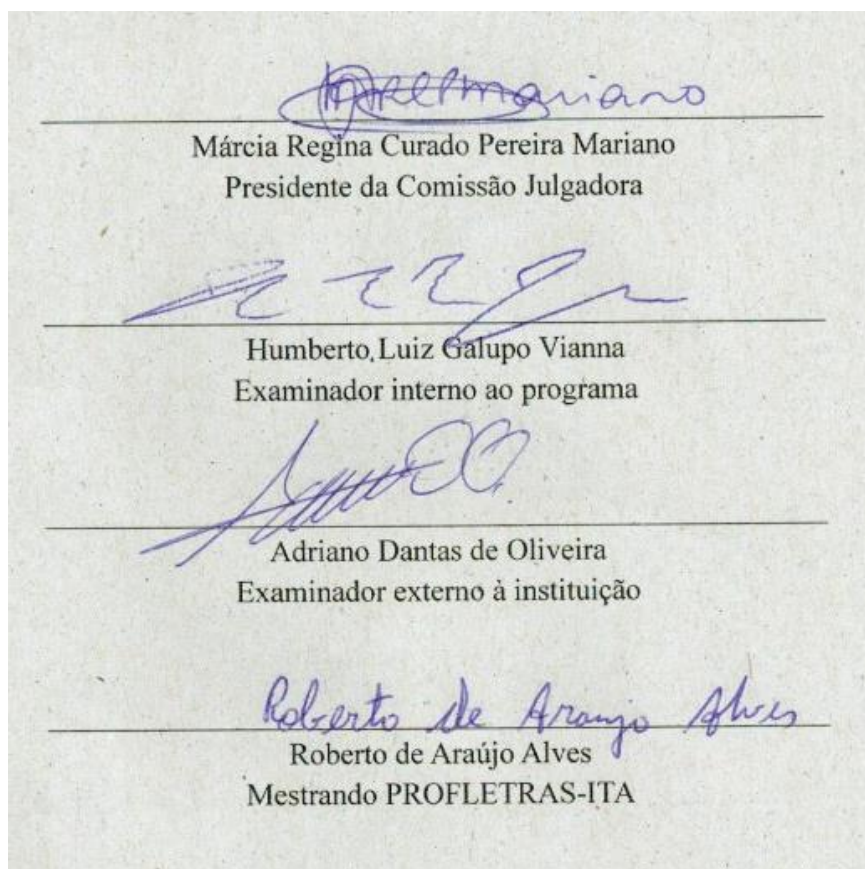 Mariano
Márcia Regina Curado Pereira Mariano
Presidente da Comissão Julgadora
Humberto Luiz Galupo Vianna
Examinador interno ao programa
Adriano Dantas de Oliveira
Examinador externo à instituição
Roberto de Araujo Alves
Roberto de Araújo Alves
Mestrando PROFLETRAS-ITA